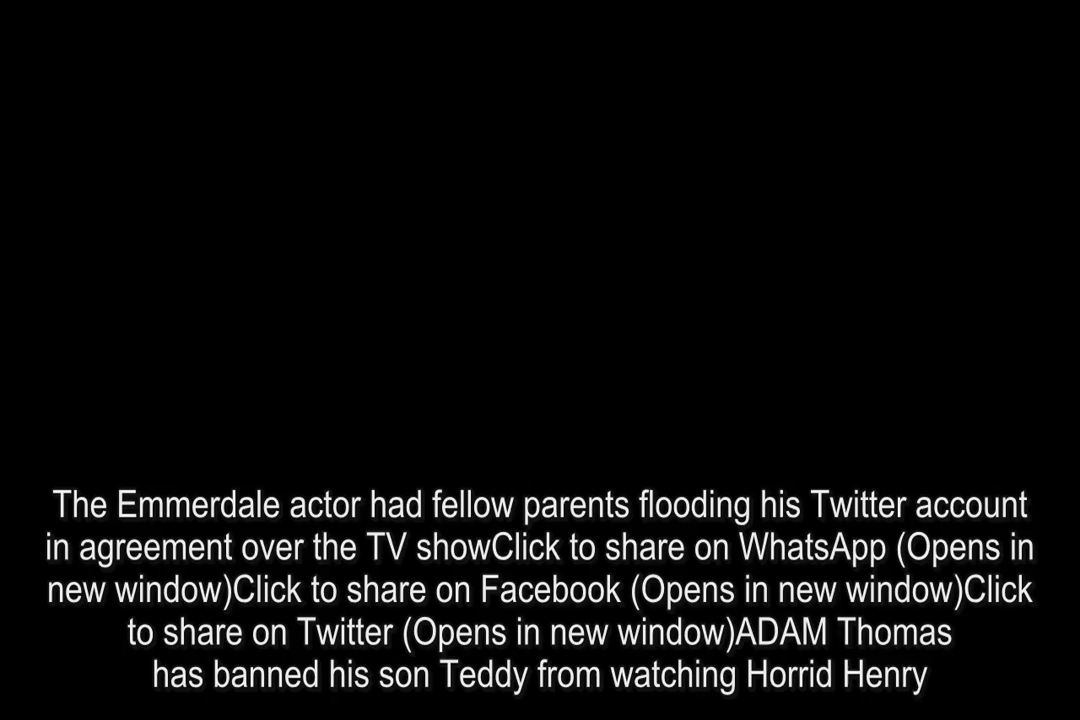 The Emmerdale actor had fellow parents flooding his Twitter account
in agreement over the TV showClick to share on WhatsApp (Opens in
new window)Click to share on Facebook (Opens in new window)Click
to share on Twitter (Opens in new window)ADAM Thomas
has banned his son Teddy from watching Horrid Henry